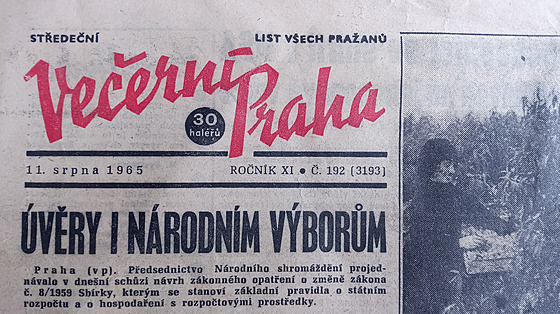 STŘEDEČNÍ LIST VŠECH PRAŽANŮ
Večerní Praha
30 haléřů
11. srpna 1965 ROČNÍK XI ● Č. 192 [3193]
ÚVĚRY I NÁRODNÍM VÝBORŮM
Praha (vp). Předsednictvo Národního shromáždění projed-
návalo v dnešní schůzi návrh zákonného opatření o změně zákona
č. 8/1959 Sbírky, kterým se stanoví základní pravidla o státním
rozpočtu a o hospodaření s rozpočtovými prostředky.